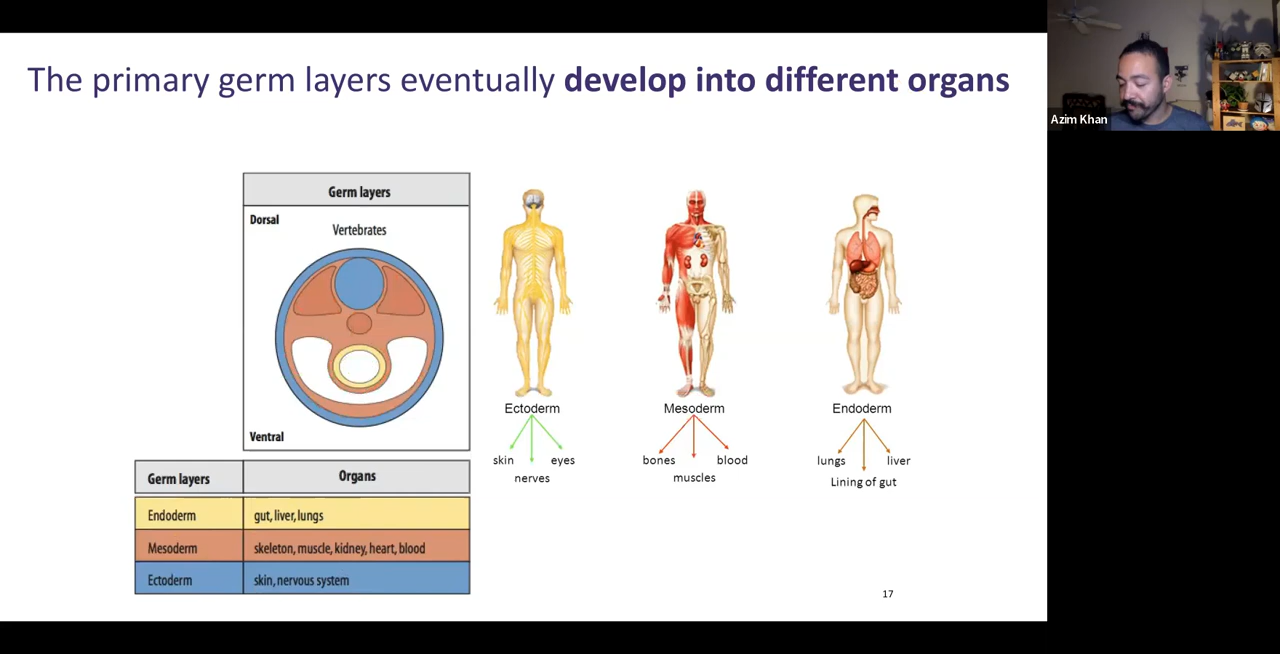 The primary germ layers eventually develop into different organs
Azim Khan
Germ layers
Dorsal
Vertebrates
Ventral
Ectoderm
Mesoderm
Endoderm
skin
eyes
nerves
bones
blood
muscles
lungs
liver
Lining of gut
Germ layers
Organs
Endoderm
gut, liver, lungs
Mesoderm
skeleton, muscle, kidney, heart, blood
Ectoderm
skin, nervous system
17